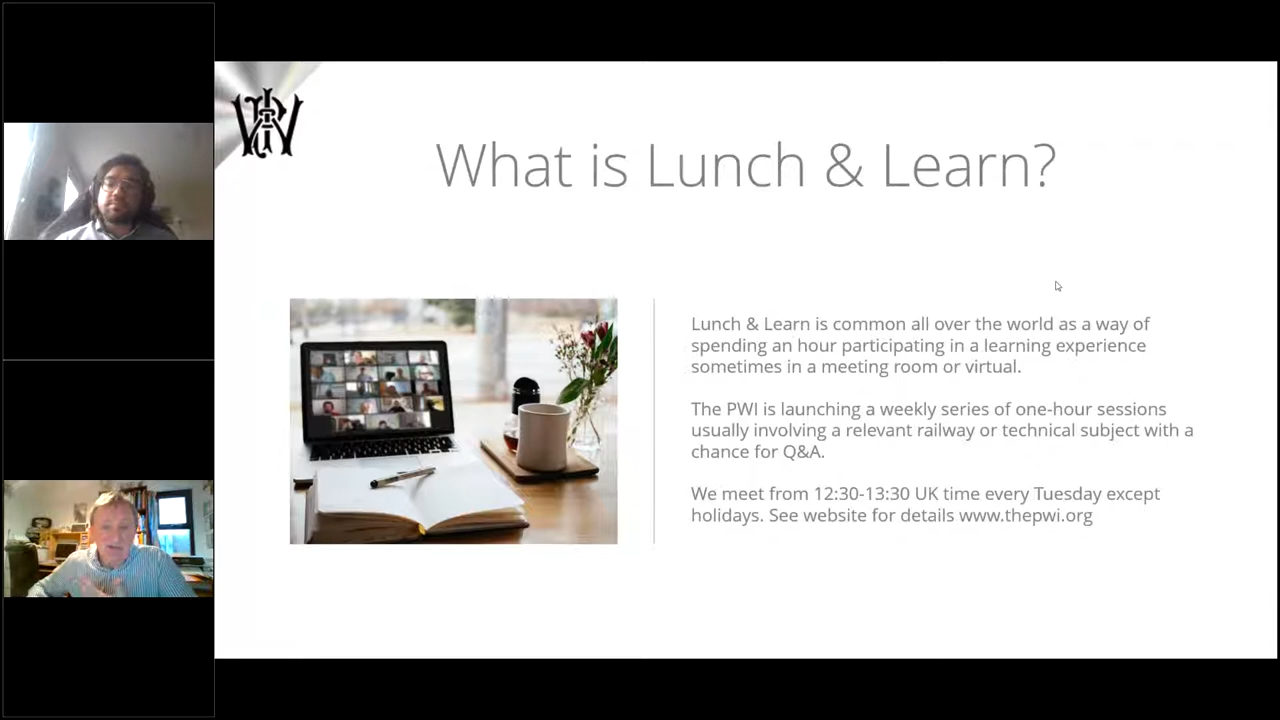 What is Lunch & Learn?
Lunch & Learn is common all over the world as a way of
spending an hour participating in a learning experience
sometimes in a meeting room or virtual.
The PWI is launching a weekly series of one-hour sessions
usually involving a relevant railway or technical subject with a
chance for Q&A.
We meet from 12:30-13:30 UK time every Tuesday except
holidays. See website for details www.thepwi.org